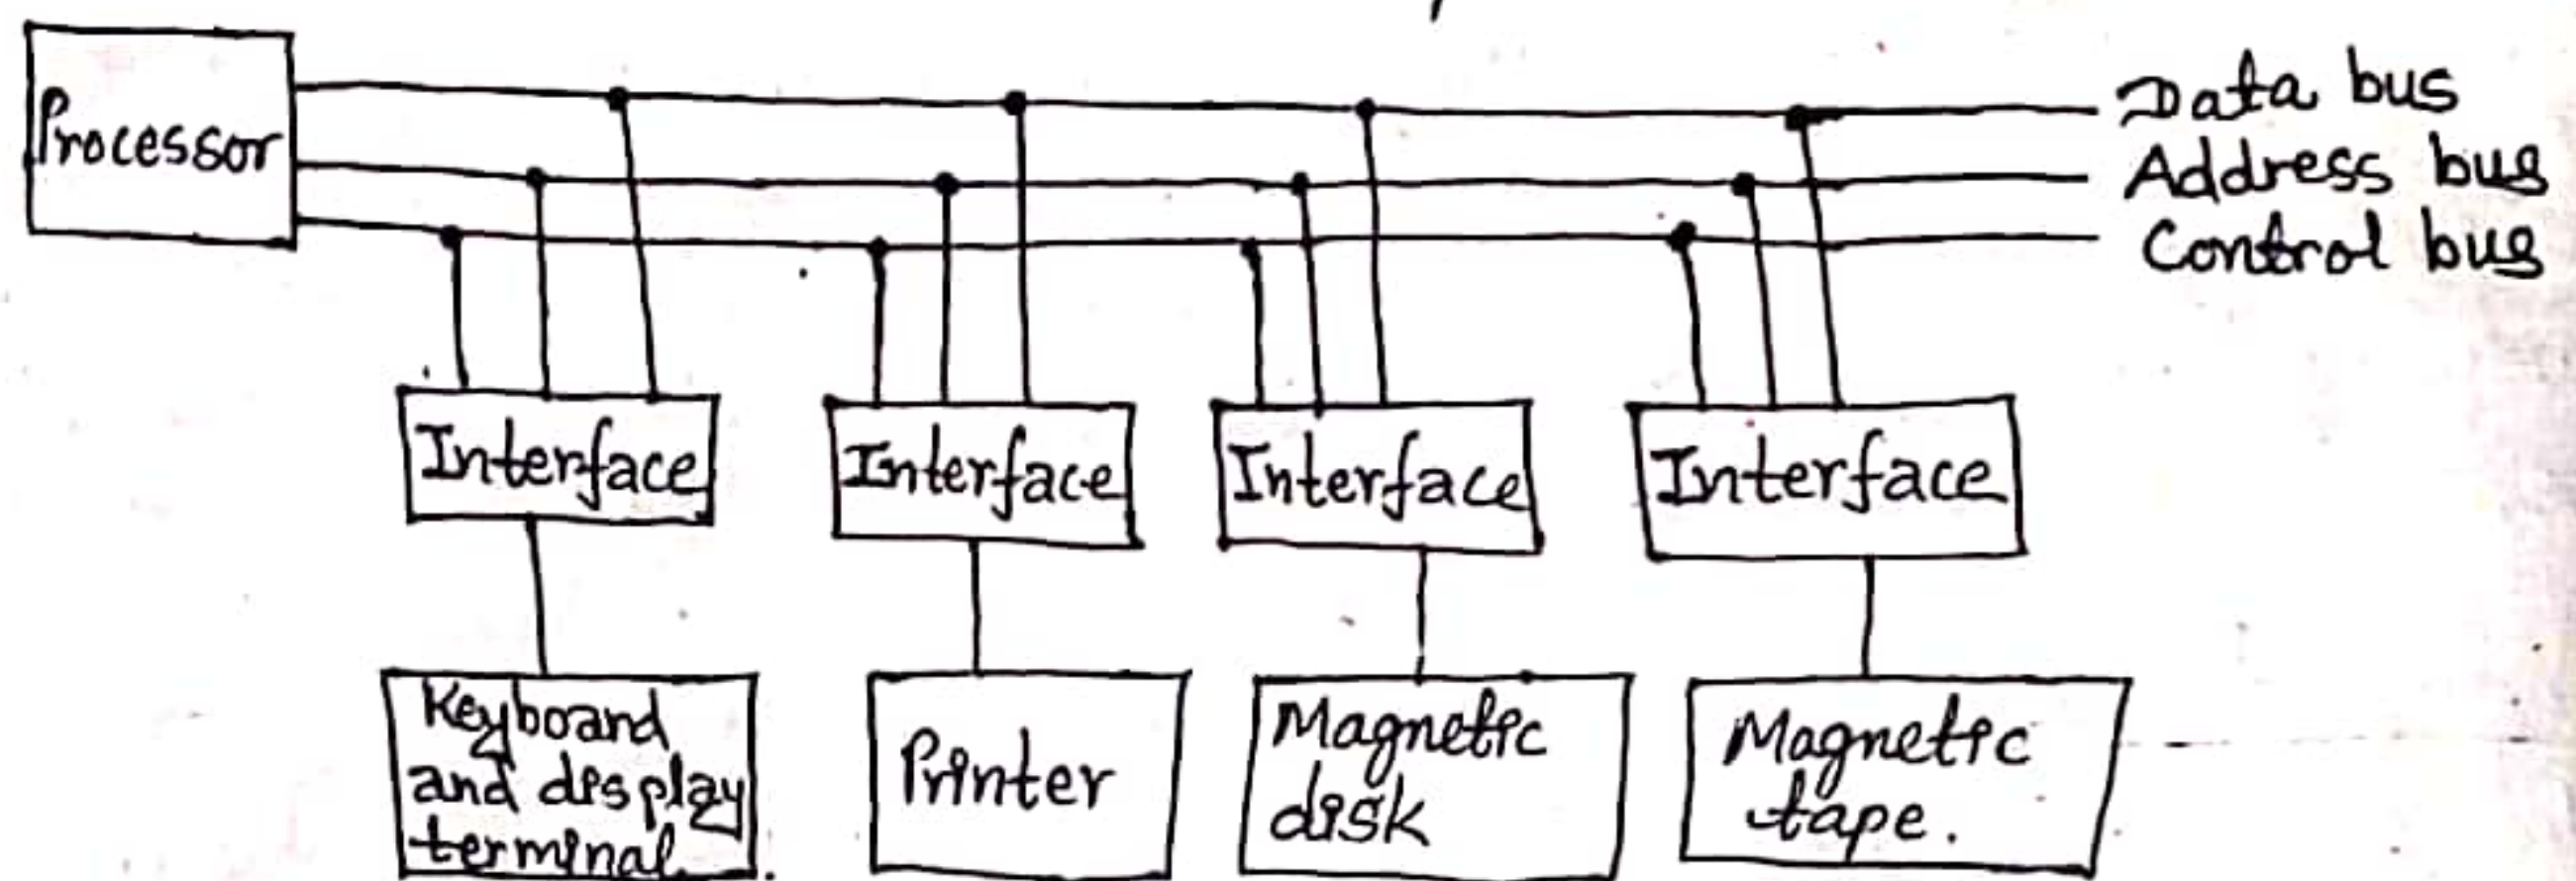 Processor
Data bus
Address bus
Control bus
Interface
Interface
Interface
Interface
Keyboard
and display
terminal.
Printer
Magnetic
disk
Magnetic
tape.